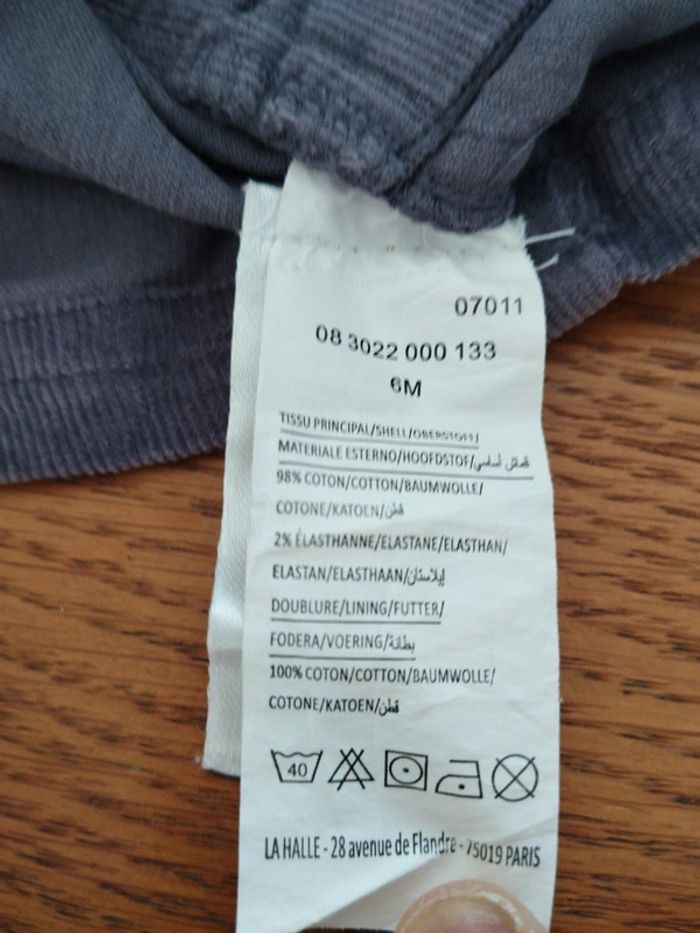 07011
08 3022 000 133
6M
TISSU PRINCIPAL/SHELL/OBERSTOFF/
MATERIALE ESTERNO/HOOFDSTOF/قماش أساسي
98% COTON/COTTON/BAUMWOLLE/
COTONE/KATOEN/قطن
2% ÉLASTHANNE/ELASTANE/ELASTHAN/
ELASTAN/ELASTHAAN/إيلاستان
DOUBLURE/LINING/FUTTER/
FODERA/VOERING/بطانة
100% COTON/COTTON/BAUMWOLLE/
COTONE/KATOEN/قطن
40
LA HALLE - 28 avenue de Flandre - 75019 PARIS